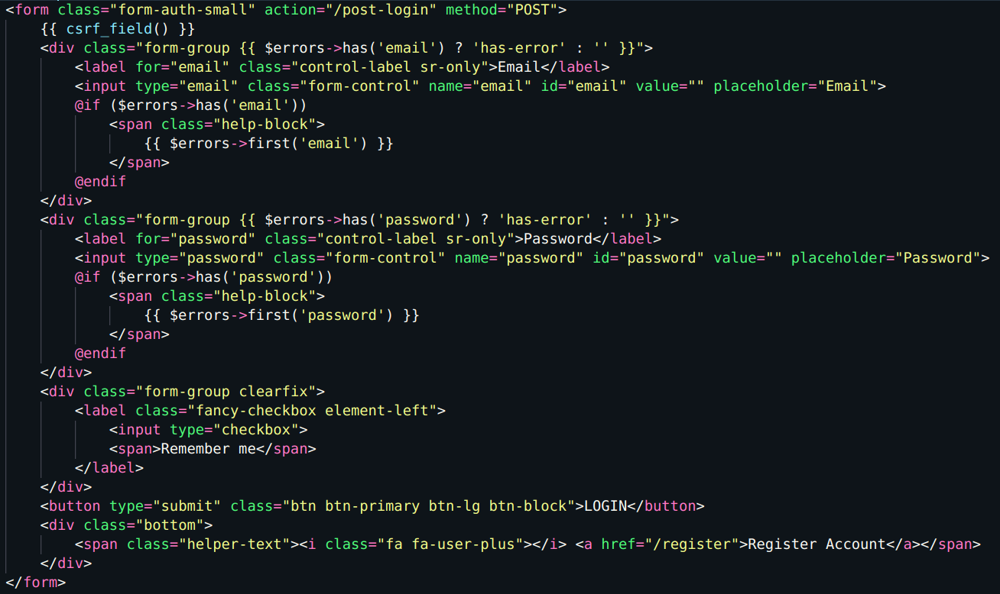 <form class="form-auth-small" action="/post-login" method="POST">
    {{ csrf_field() }}
    <div class="form-group {{ $errors->has('email') ? 'has-error' : '' }}">
        <label for="email" class="control-label sr-only">Email</label>
        <input type="email" class="form-control" name="email" id="email" value="" placeholder="Email">
        @if ($errors->has('email'))
            <span class="help-block">
                {{ $errors->first('email') }}
            </span>
        @endif
    </div>
    <div class="form-group {{ $errors->has('password') ? 'has-error' : '' }}">
        <label for="password" class="control-label sr-only">Password</label>
        <input type="password" class="form-control" name="password" id="password" value="" placeholder="Password">
        @if ($errors->has('password'))
            <span class="help-block">
                {{ $errors->first('password') }}
            </span>
        @endif
    </div>
    <div class="form-group clearfix">
        <label class="fancy-checkbox element-left">
            <input type="checkbox">
            <span>Remember me</span>
        </label>
    </div>
    <button type="submit" class="btn btn-primary btn-lg btn-block">LOGIN</button>
    <div class="bottom">
        <span class="helper-text"><i class="fa fa-user-plus"></i> <a href="/register">Register Account</a></span>
    </div>
</form>